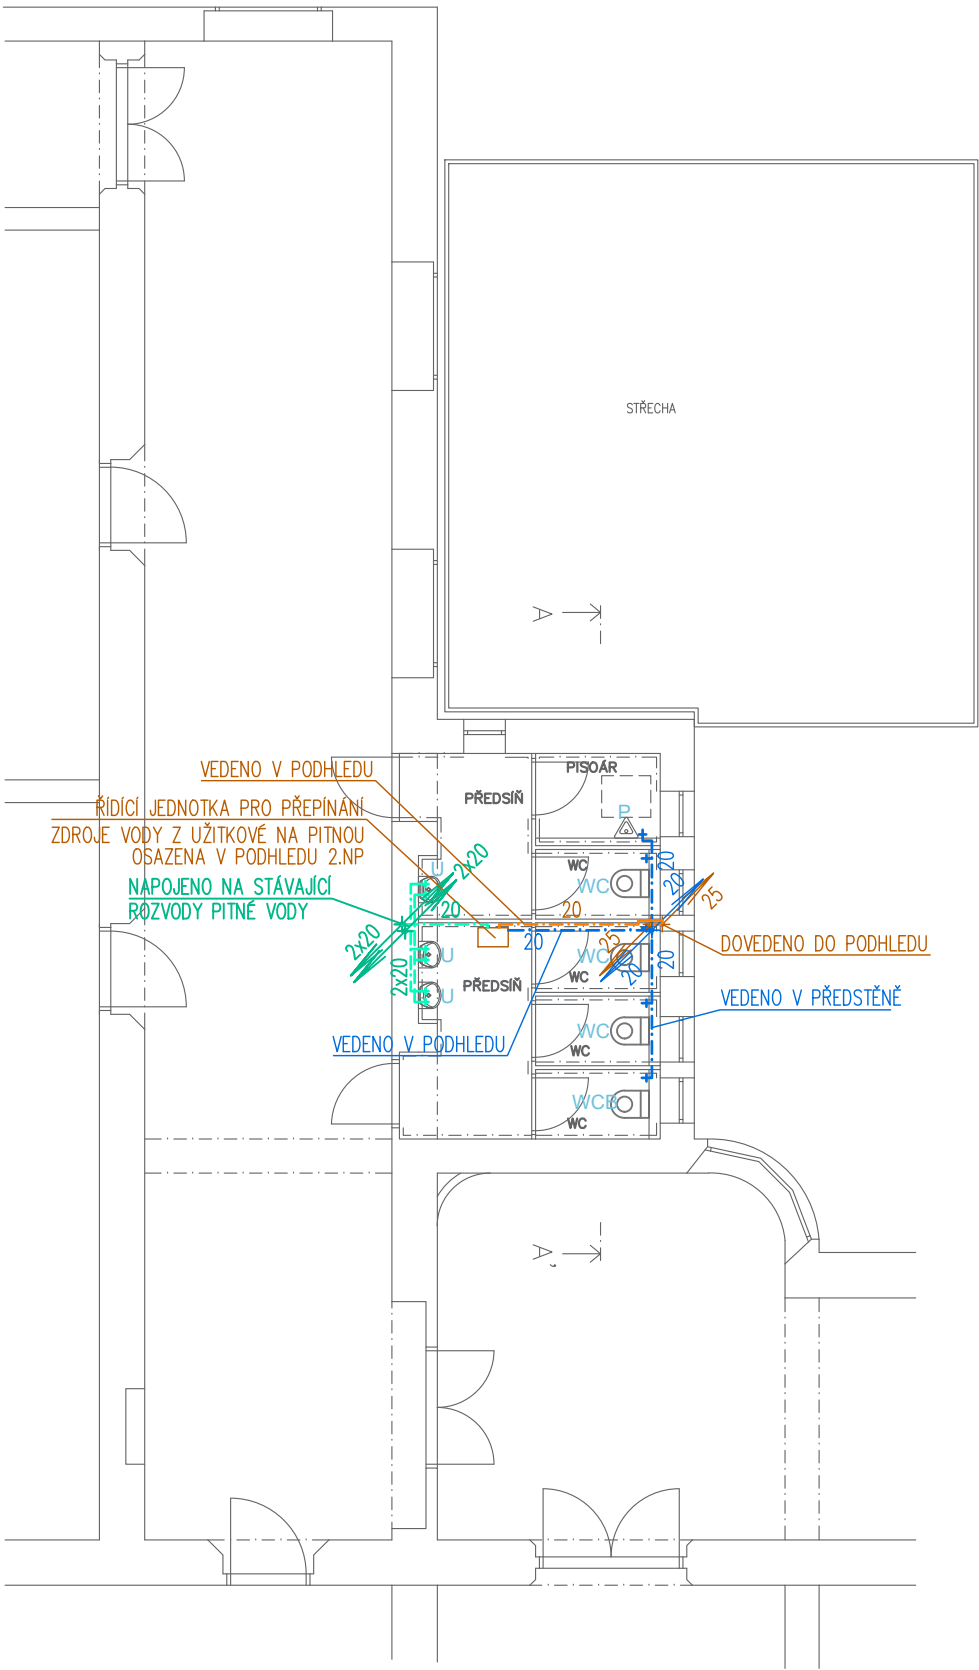 STŘECHA
A
VEDENO V PODHLEDU
PISOÁR
PŘEDSÍŇ
ŘÍDÍCÍ JEDNOTKA PRO PŘEPÍNÁNÍ
ZDROJE VODY Z UŽITKOVÉ NA PITNOU
OSAZENA V PODHLEDU 2.NP
P
U
2x20
WC
20
NAPOJENO NA STÁVAJÍCÍ
ROZVODY PITNÉ VODY
WC
20
25
20
20
2x20
20
25
DOVEDENO DO PODHLEDU
U
WC
20
20
2x20
WC
PŘEDSÍŇ
U
VEDENO V PŘEDSTĚNĚ
WC
VEDENO V PODHLEDU
WC
WCB
WC
A'